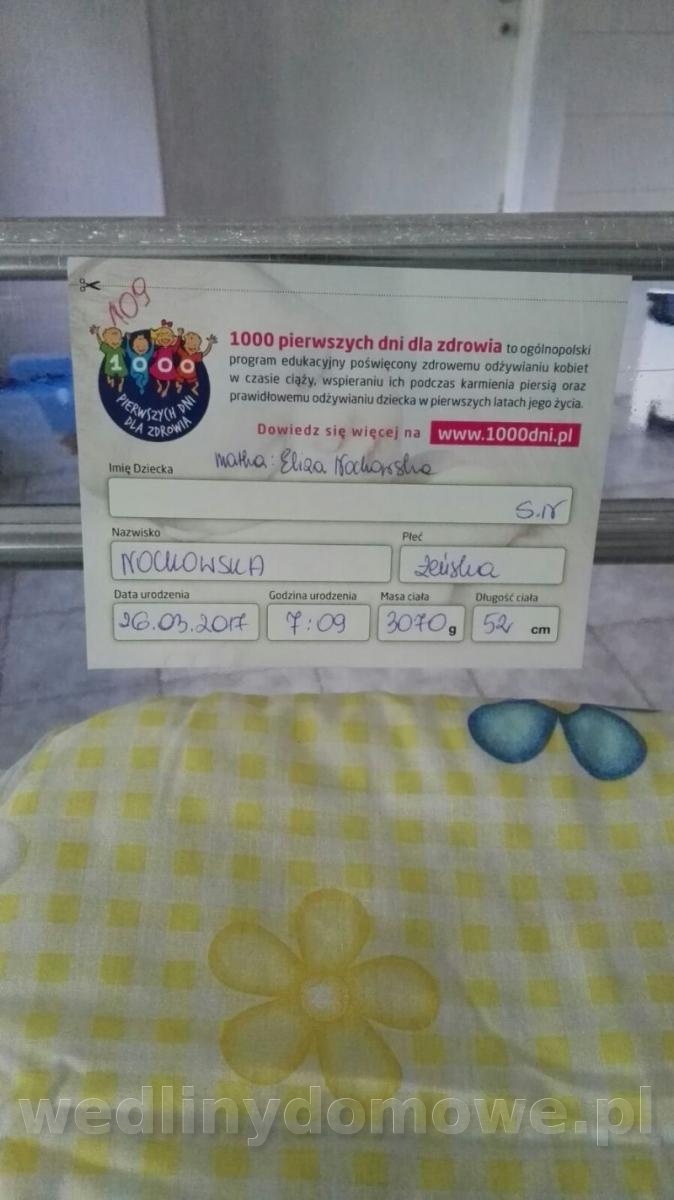 109
1000
PIERWSZYCH DNI
DLA ZDROWIA
1000 pierwszych dni dla zdrowia to ogólnopolski
program edukacyjny poświęcony zdrowemu odżywianiu kobiet
w czasie ciąży, wspieraniu ich podczas karmienia piersią oraz
prawidłowemu odżywianiu dziecka w pierwszych latach jego życia.
Dowiedz się więcej na www.1000dni.pl
Imię Dziecka matka: Eliza Nochowska
S.N
Nazwisko Płeć
NOCHOWSKA żeńska
Data urodzenia Godzina urodzenia Masa ciała Długość ciała
26.03.2017 7:09 3070 g 52 cm
wedlinydomowe.pl